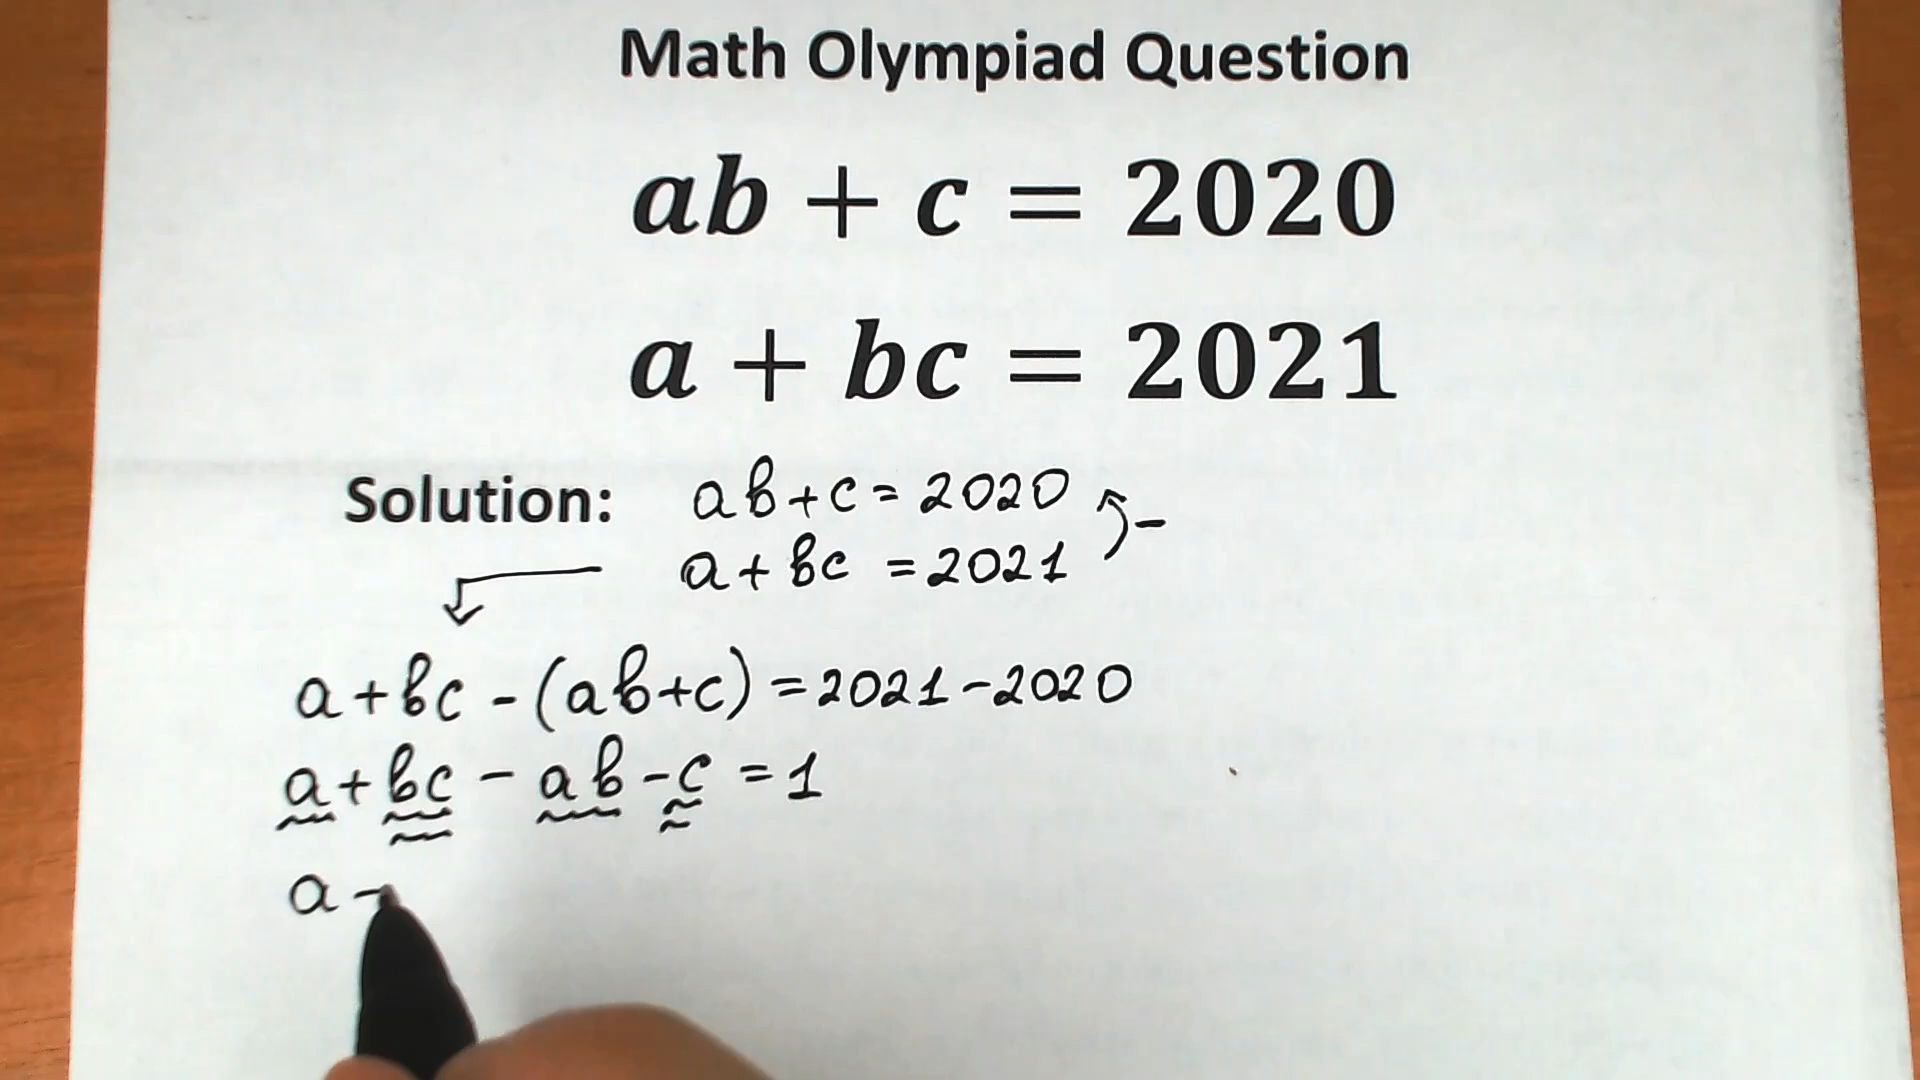 Math Olympiad Question
ab + c = 2020
a + bc = 2021
Solution: ab+c = 2020
a + bc = 2021
-
a + bc - (ab+c) = 2021 - 2020
a + bc - ab - c = 1
a -